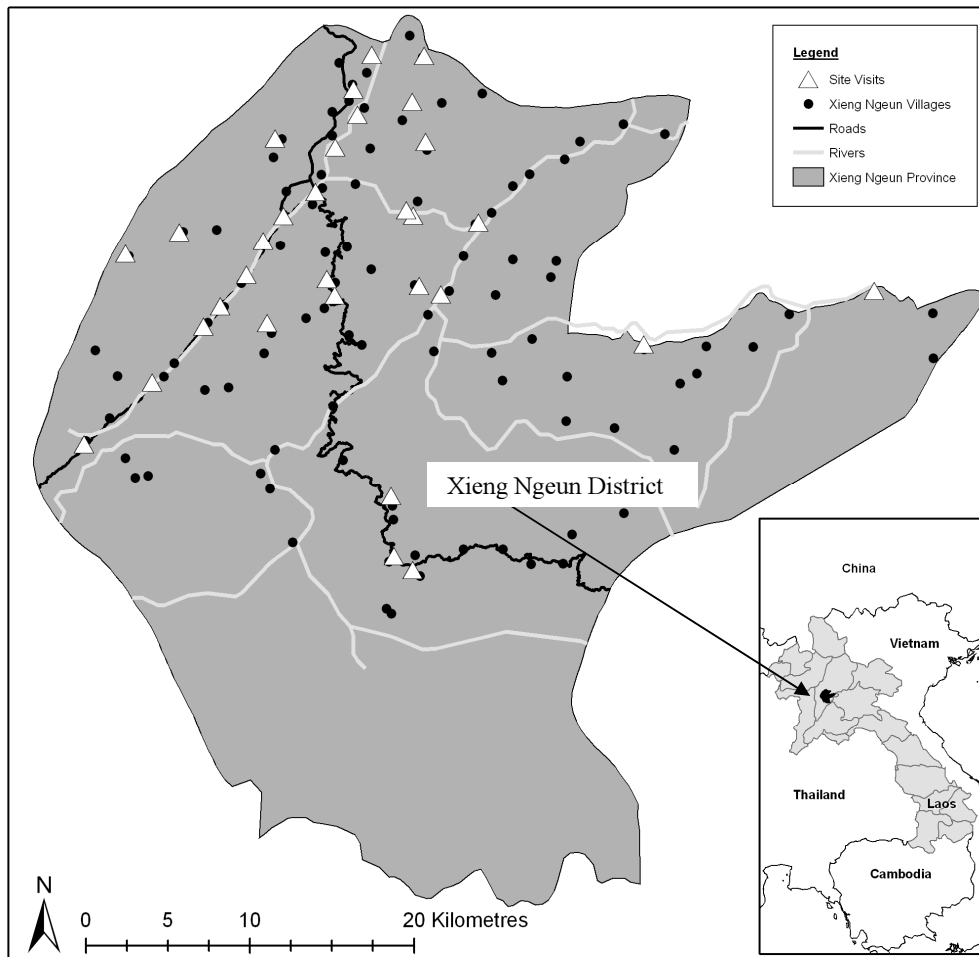 Legend
Site Visits
Xieng Ngeun Villages
Roads
Rivers
Xieng Ngeun Province
Xieng Ngeun District
China
Vietnam
Thailand
Laos
Cambodia
N
0 5 10 20 Kilometres